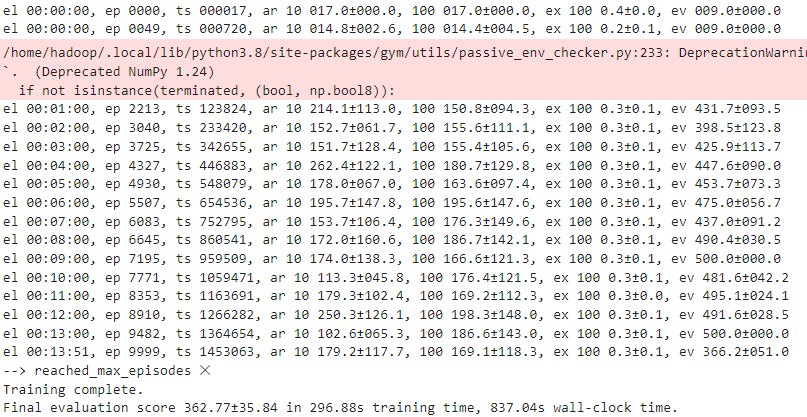 el 00:00:00, ep 0000, ts 000017, ar 10 017.0±000.0, 100 017.0±000.0, ex 100 0.4±0.0, ev 009.0±000.0
el 00:00:00, ep 0049, ts 000720, ar 10 014.8±002.6, 100 014.4±004.5, ex 100 0.2±0.1, ev 009.0±000.0
/home/hadoop/.local/lib/python3.8/site-packages/gym/utils/passive_env_checker.py:233: DeprecationWarnin
`.  (Deprecated NumPy 1.24)
  if not isinstance(terminated, (bool, np.bool8)):
el 00:01:00, ep 2213, ts 123824, ar 10 214.1±113.0, 100 150.8±094.3, ex 100 0.3±0.1, ev 431.7±093.5
el 00:02:00, ep 3040, ts 233420, ar 10 152.7±061.7, 100 155.6±111.1, ex 100 0.3±0.1, ev 398.5±123.8
el 00:03:00, ep 3725, ts 342655, ar 10 151.7±128.4, 100 155.4±105.6, ex 100 0.3±0.1, ev 425.9±113.7
el 00:04:00, ep 4327, ts 446883, ar 10 262.4±122.1, 100 180.7±129.8, ex 100 0.3±0.1, ev 447.6±090.0
el 00:05:00, ep 4930, ts 548079, ar 10 178.0±067.0, 100 163.6±097.4, ex 100 0.3±0.1, ev 453.7±073.3
el 00:06:00, ep 5507, ts 654536, ar 10 195.7±147.8, 100 195.6±147.6, ex 100 0.3±0.1, ev 475.0±056.7
el 00:07:00, ep 6083, ts 752795, ar 10 153.7±106.4, 100 176.3±149.6, ex 100 0.3±0.1, ev 437.0±091.2
el 00:08:00, ep 6645, ts 860541, ar 10 172.0±160.6, 100 186.7±142.1, ex 100 0.3±0.1, ev 490.4±030.5
el 00:09:00, ep 7195, ts 959509, ar 10 174.0±138.3, 100 166.6±121.3, ex 100 0.3±0.1, ev 500.0±000.0
el 00:10:00, ep 7771, ts 1059471, ar 10 113.3±045.8, 100 176.4±121.5, ex 100 0.3±0.1, ev 481.6±042.2
el 00:11:00, ep 8353, ts 1163691, ar 10 179.3±102.4, 100 169.2±112.3, ex 100 0.3±0.0, ev 495.1±024.1
el 00:12:00, ep 8910, ts 1266282, ar 10 250.3±126.1, 100 198.3±148.0, ex 100 0.3±0.1, ev 491.6±028.5
el 00:13:00, ep 9482, ts 1364654, ar 10 102.6±065.3, 100 186.6±143.0, ex 100 0.3±0.1, ev 500.0±000.0
el 00:13:51, ep 9999, ts 1453063, ar 10 179.2±117.7, 100 169.1±118.3, ex 100 0.3±0.1, ev 366.2±051.0
--> reached_max_episodes ✕
Training complete.
Final evaluation score 362.77±35.84 in 296.88s training time, 837.04s wall-clock time.